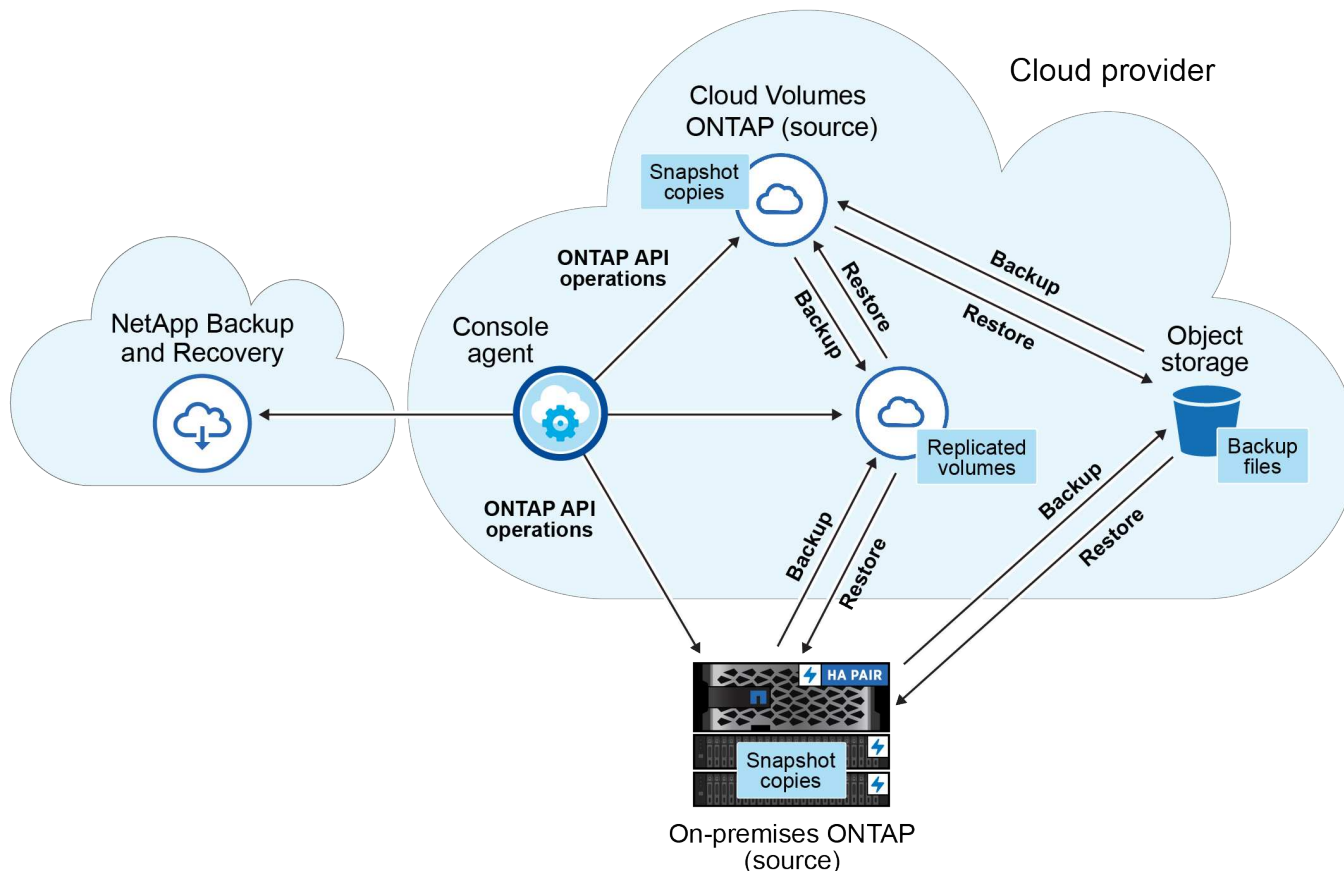 Cloud provider
Cloud Volumes
ONTAP (source)
Snapshot
copies
ONTAP API
operations
Backup
Restore
Restore
Backup
NetApp Backup
and Recovery
Console
agent
Object
storage
Replicated
volumes
Backup
files
ONTAP API
operations
Backup
Restore
Backup
Restore
HA PAIR
Snapshot
copies
On-premises ONTAP
(source)